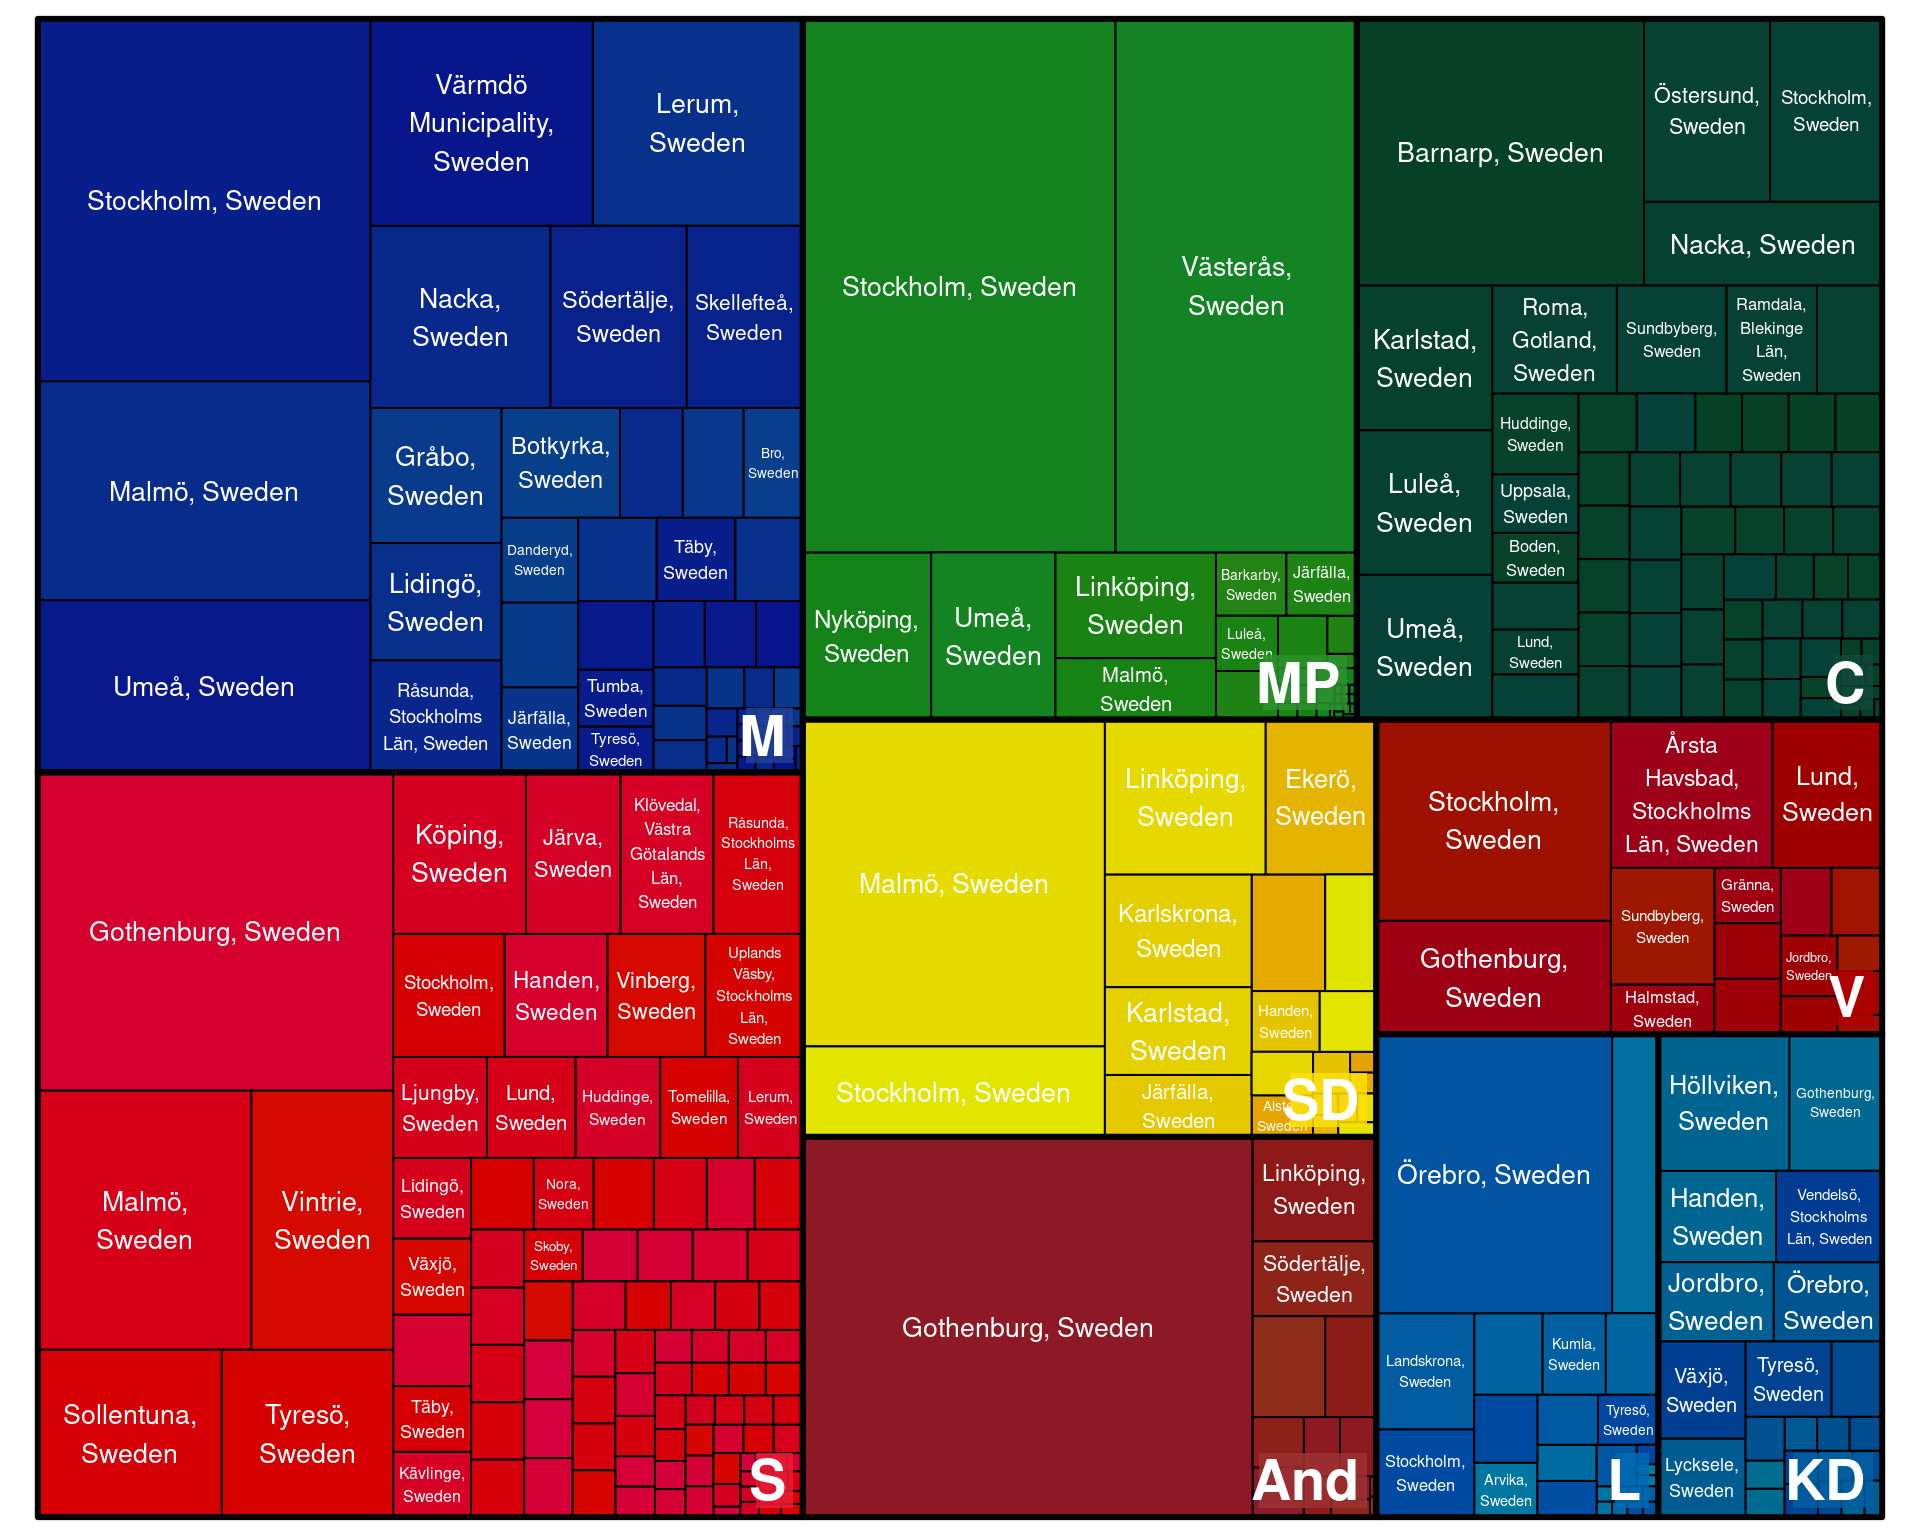 Stockholm, Sweden
Malmö, Sweden
Umeå, Sweden
Värmdö
Municipality,
Sweden
Lerum,
Sweden
Nacka,
Sweden
Södertälje,
Sweden
Skellefteå,
Sweden
Gråbo,
Sweden
Botkyrka,
Sweden
Bro,
Sweden
Lidingö,
Sweden
Danderyd,
Sweden
Täby,
Sweden
Råsunda,
Stockholms
Län, Sweden
Järfälla,
Sweden
Tumba,
Sweden
Tyresö,
Sweden
M
Stockholm, Sweden
Västerås,
Sweden
Nyköping,
Sweden
Umeå,
Sweden
Linköping,
Sweden
Malmö,
Sweden
Barkarby,
Sweden
Järfälla,
Sweden
Luleå,
Sweden
MP
Barnarp, Sweden
Östersund,
Sweden
Stockholm,
Sweden
Nacka, Sweden
Karlstad,
Sweden
Luleå,
Sweden
Umeå,
Sweden
Roma,
Gotland,
Sweden
Sundbyberg,
Sweden
Ramdala,
Blekinge
Län,
Sweden
Huddinge,
Sweden
Uppsala,
Sweden
Boden,
Sweden
Lund,
Sweden
C
Gothenburg, Sweden
Malmö,
Sweden
Vintrie,
Sweden
Sollentuna,
Sweden
Tyresö,
Sweden
Köping,
Sweden
Järva,
Sweden
Klövedal,
Västra
Götalands
Län,
Sweden
Råsunda,
Stockholms
Län,
Sweden
Stockholm,
Sweden
Handen,
Sweden
Vinberg,
Sweden
Uplands
Väsby,
Stockholms
Län,
Sweden
Ljungby,
Sweden
Lund,
Sweden
Huddinge,
Sweden
Tomelilla,
Sweden
Lerum,
Sweden
Lidingö,
Sweden
Nora,
Sweden
Växjö,
Sweden
Skoby,
Sweden
Täby,
Sweden
Kävlinge,
Sweden
S
Malmö, Sweden
Stockholm, Sweden
Linköping,
Sweden
Ekerö,
Sweden
Karlskrona,
Sweden
Karlstad,
Sweden
Handen,
Sweden
Järfälla,
Sweden
Sweden
SD
Gothenburg, Sweden
Linköping,
Sweden
Södertälje,
Sweden
And
Stockholm,
Sweden
Gothenburg,
Sweden
Årsta
Havsbad,
Stockholms
Län, Sweden
Lund,
Sweden
Sundbyberg,
Sweden
Gränna,
Sweden
Halmstad,
Sweden
Jordbro,
Sweden
V
Örebro, Sweden
Landskrona,
Sweden
Kumla,
Sweden
Stockholm,
Sweden
Tyresö,
Sweden
Arvika,
Sweden
L
Höllviken,
Sweden
Gothenburg,
Sweden
Handen,
Sweden
Vendelsö,
Stockholms
Län, Sweden
Jordbro,
Sweden
Örebro,
Sweden
Växjö,
Sweden
Tyresö,
Sweden
Lycksele,
Sweden
KD